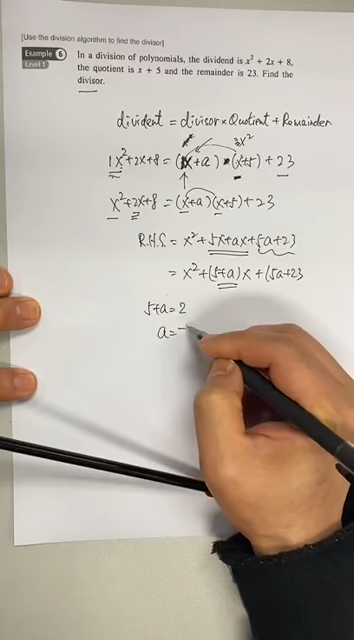 [Use the division algorithm to find the divisor]
Example 6 In a division of polynomials, the dividend is x² + 2x + 8,
Level 1 the quotient is x + 5 and the remainder is 23. Find the
divisor.
divident = divisor × Quotient + Remainder
1x²+2x+8 = (x+a)·(x+5)+23
x²+2x+8 = (x+a)(x+5)+23
R.H.S. = x²+5x+ax+5a+23
= x²+(5+a)x+(5a+23
5+a=2
a=-